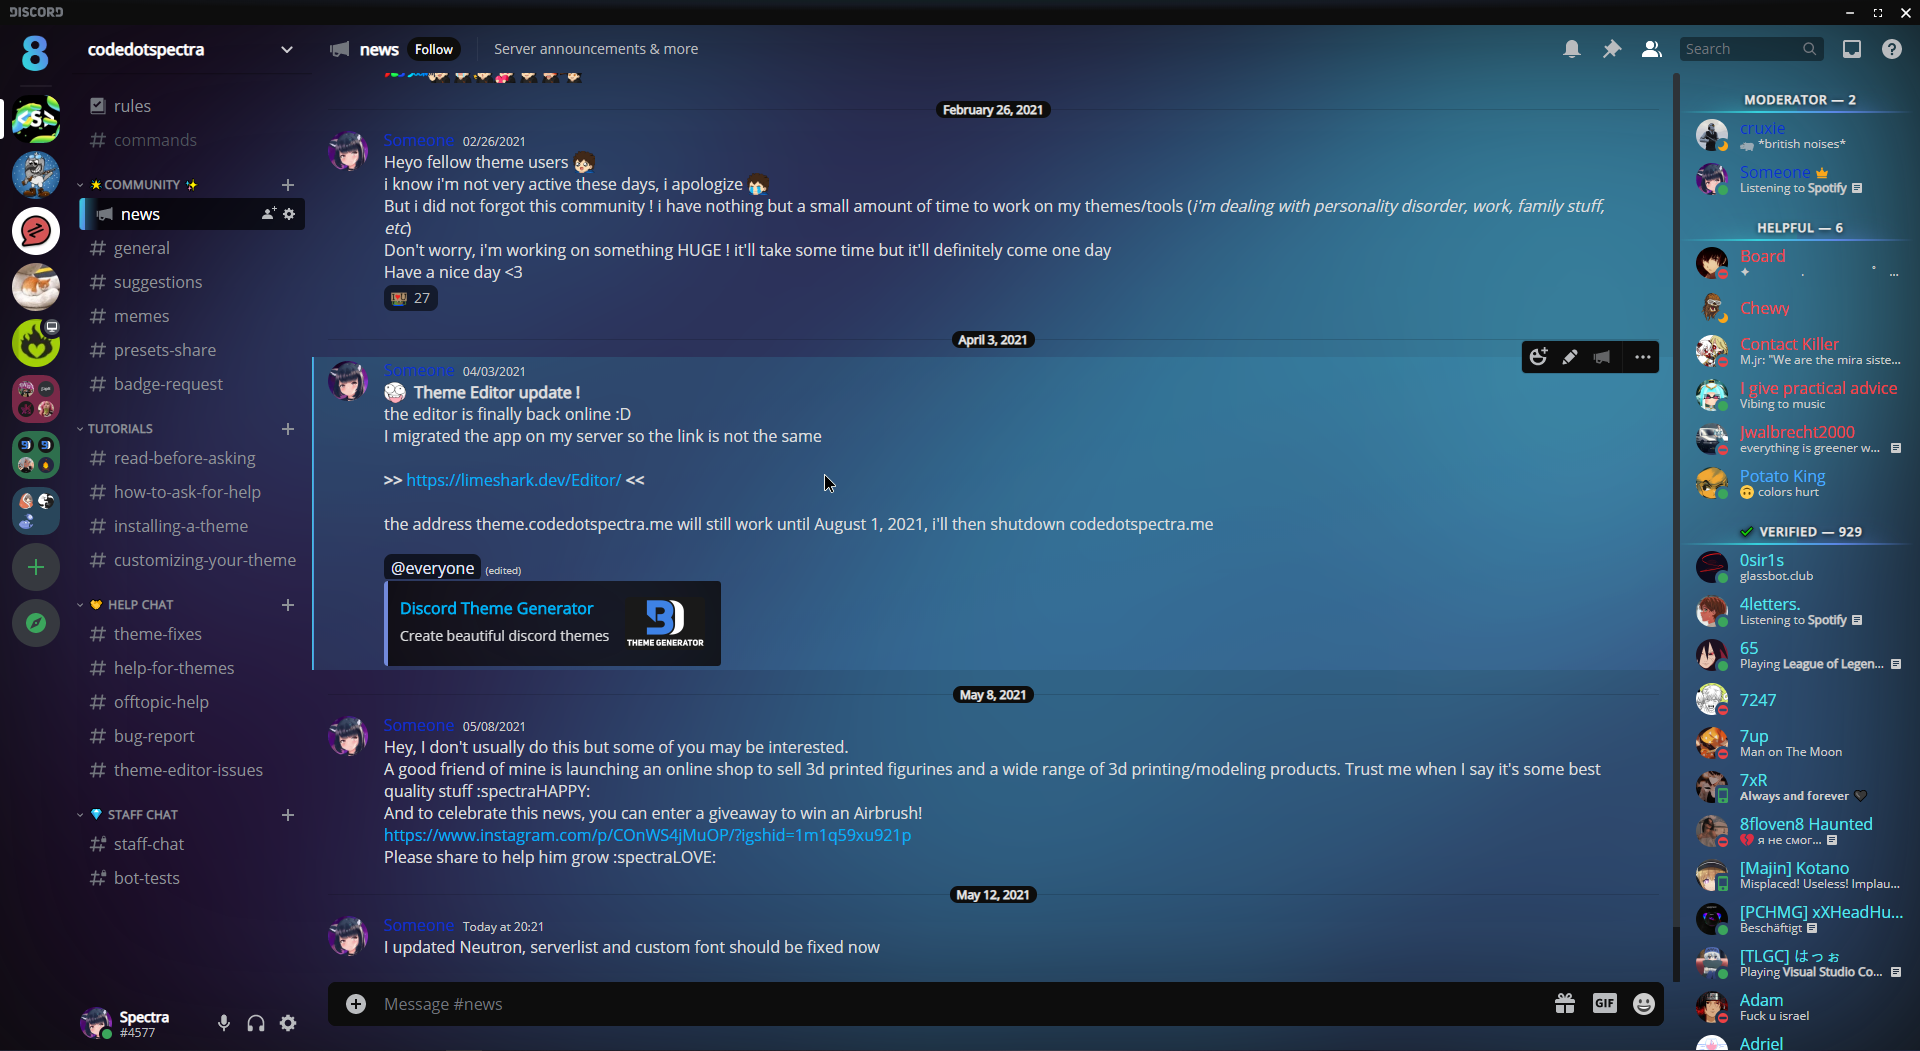 DISCORD
codedotspectra
news Follow Server announcements & more
Search
rules
commands
COMMUNITY
news
general
suggestions
memes
presets-share
badge-request
TUTORIALS
read-before-asking
how-to-ask-for-help
installing-a-theme
customizing-your-theme
HELP CHAT
theme-fixes
help-for-themes
offtopic-help
bug-report
theme-editor-issues
STAFF CHAT
staff-chat
bot-tests
Spectra
#4577
February 26, 2021
Someone 02/26/2021
Heyo fellow theme users
i know i'm not very active these days, i apologize
But i did not forgot this community ! i have nothing but a small amount of time to work on my themes/tools (i'm dealing with personality disorder, work, family stuff,
etc)
Don't worry, i'm working on something HUGE ! it'll take some time but it'll definitely come one day
Have a nice day <3
27
April 3, 2021
Someone 04/03/2021
Theme Editor update !
the editor is finally back online :D
I migrated the app on my server so the link is not the same
>> https://limeshark.dev/Editor/ <<
the address theme.codedotspectra.me will still work until August 1, 2021, i'll then shutdown codedotspectra.me
@everyone (edited)
Discord Theme Generator
Create beautiful discord themes
THEME GENERATOR
May 8, 2021
Someone 05/08/2021
Hey, I don't usually do this but some of you may be interested.
A good friend of mine is launching an online shop to sell 3d printed figurines and a wide range of 3d printing/modeling products. Trust me when I say it's some best
quality stuff :spectraHAPPY:
And to celebrate this news, you can enter a giveaway to win an Airbrush!
https://www.instagram.com/p/COnWS4jMuOP/?igshid=1m1q59xu921p
Please share to help him grow :spectraLOVE:
May 12, 2021
Someone Today at 20:21
I updated Neutron, serverlist and custom font should be fixed now
Message #news
GIF
MODERATOR — 2
cruxie
*british noises*
Someone
Listening to Spotify
HELPFUL — 6
Board
...
Chewy
Contact Killer
M.jr: "We are the mira siste...
I give practical advice
Vibing to music
Jwalbrecht2000
everything is greener w...
Potato King
colors hurt
VERIFIED — 929
0sir1s
glassbot.club
4letters.
Listening to Spotify
65
Playing League of Legen...
7247
7up
Man on The Moon
7xR
Always and forever
8floven8 Haunted
я не смог...
[Majin] Kotano
Misplaced! Useless! Implau...
[PCHMG] xXHeadHu...
Beschäftigt
[TLGC] はっぉ
Playing Visual Studio Co...
Adam
Fuck u israel
Adriel